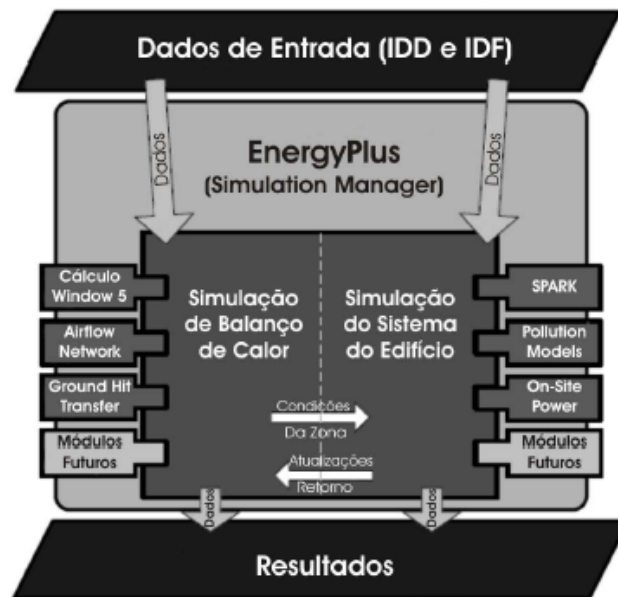 Dados de Entrada (IDD e IDF)
Dados
Dados
EnergyPlus
(Simulation Manager)
Cálculo
Window 5
Airflow
Network
Ground Hit
Transfer
Módulos
Futuros
Simulação
de Balanço
de Calor
Simulação
do Sistema
do Edifício
Condições
Da Zona
Atualizações
Retorno
SPARK
Pollution
Models
On-Site
Power
Módulos
Futuros
Dados
Dados
Resultados